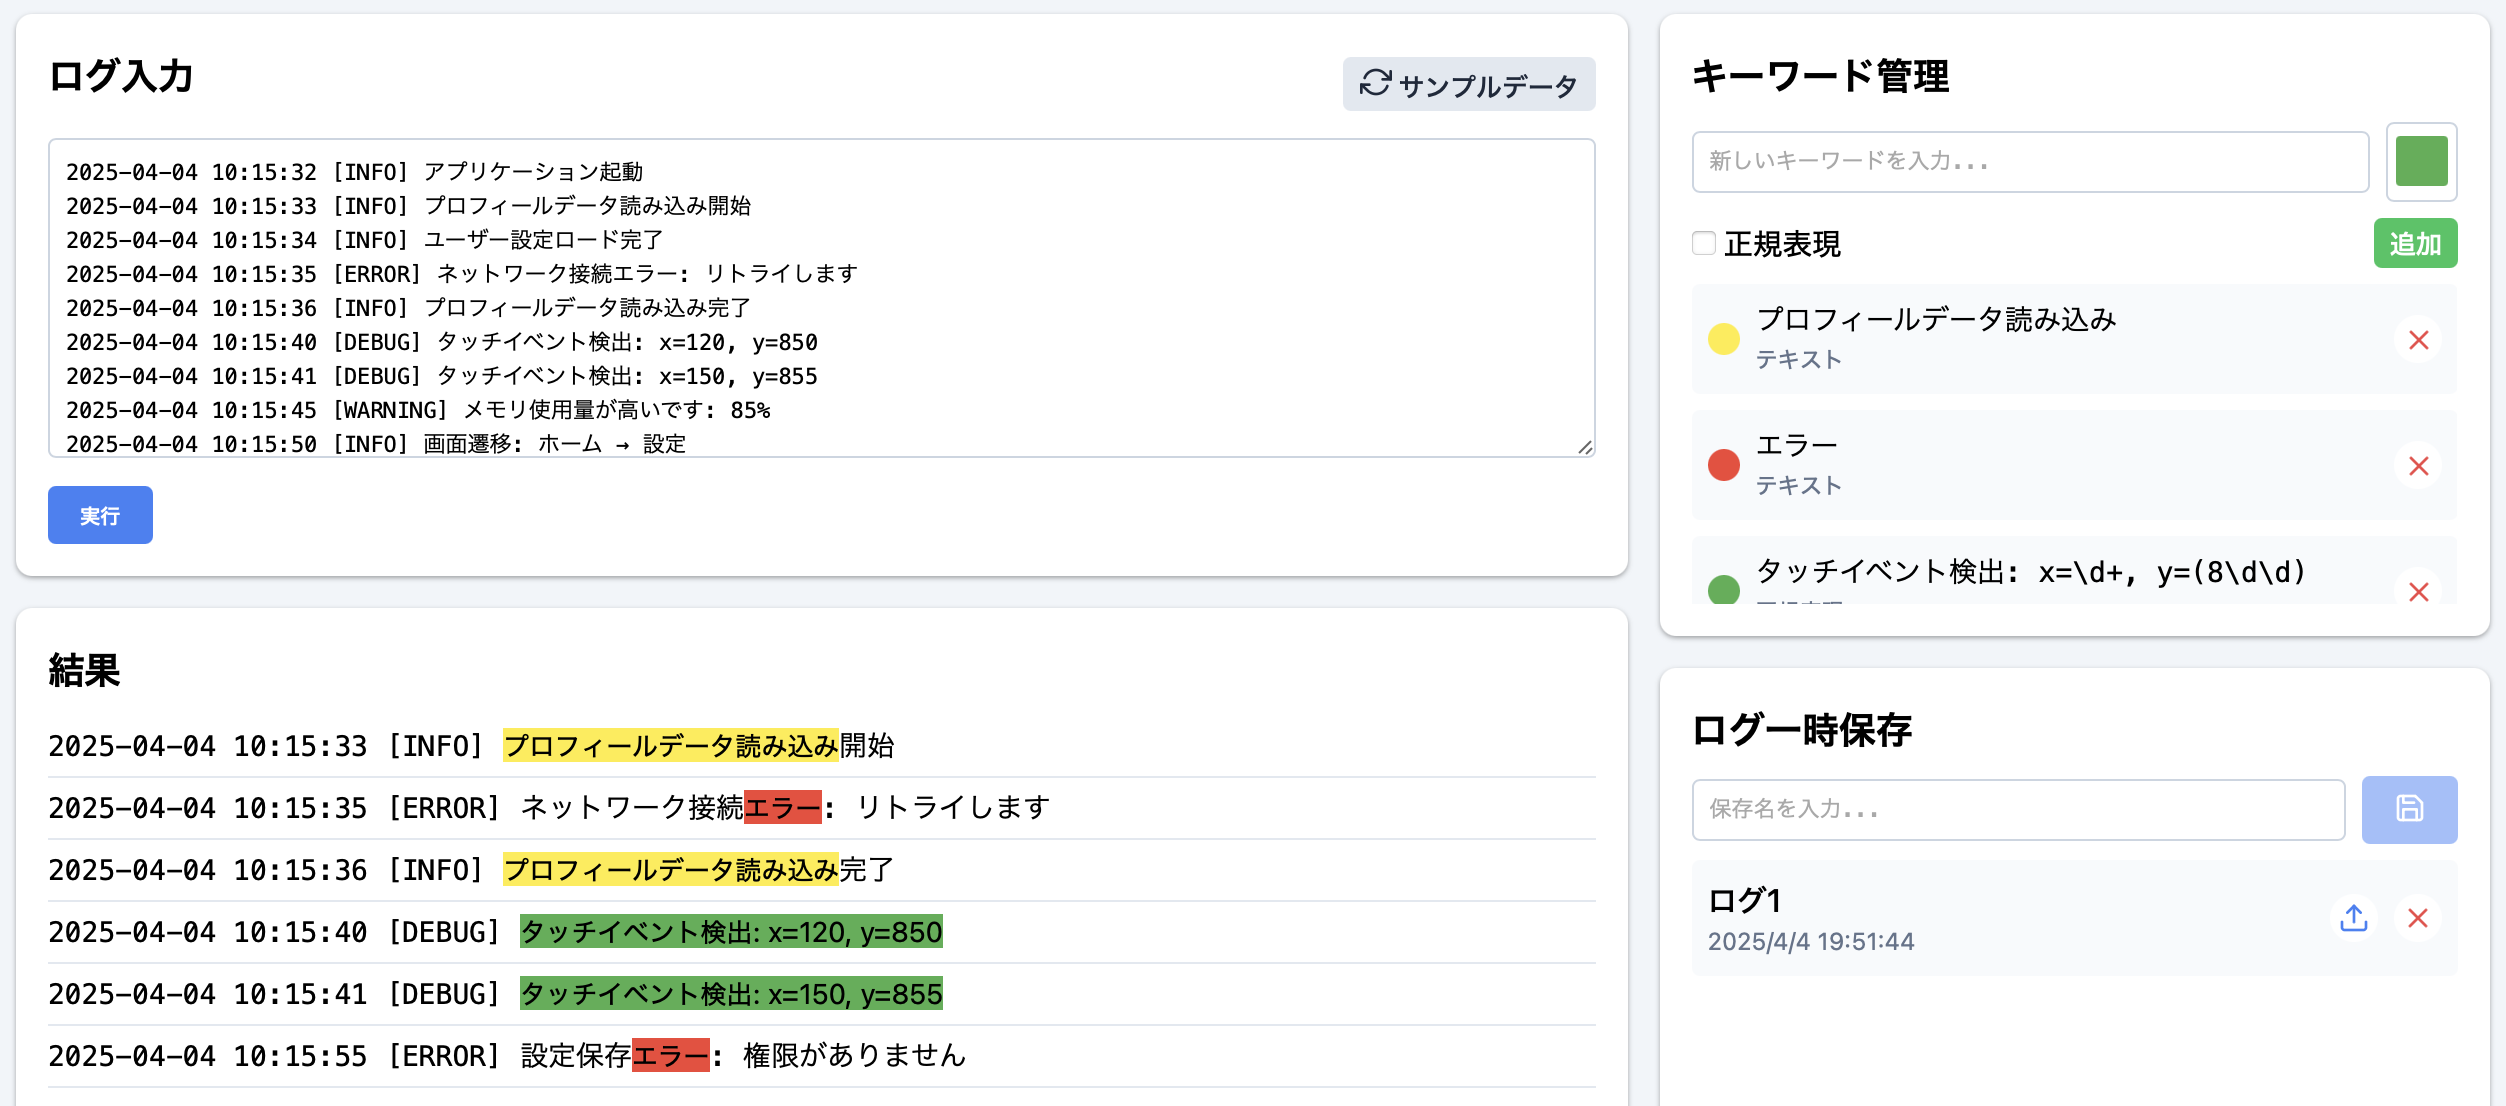 ログ入力
サンプルデータ
2025-04-04 10:15:32 [INFO] アプリケーション起動
2025-04-04 10:15:33 [INFO] プロフィールデータ読み込み開始
2025-04-04 10:15:34 [INFO] ユーザー設定ロード完了
2025-04-04 10:15:35 [ERROR] ネットワーク接続エラー: リトライします
2025-04-04 10:15:36 [INFO] プロフィールデータ読み込み完了
2025-04-04 10:15:40 [DEBUG] タッチイベント検出: x=120, y=850
2025-04-04 10:15:41 [DEBUG] タッチイベント検出: x=150, y=855
2025-04-04 10:15:45 [WARNING] メモリ使用量が高いです: 85%
2025-04-04 10:15:50 [INFO] 画面遷移: ホーム → 設定
実行
結果
2025-04-04 10:15:33 [INFO] プロフィールデータ読み込み開始
2025-04-04 10:15:35 [ERROR] ネットワーク接続エラー: リトライします
2025-04-04 10:15:36 [INFO] プロフィールデータ読み込み完了
2025-04-04 10:15:40 [DEBUG] タッチイベント検出: x=120, y=850
2025-04-04 10:15:41 [DEBUG] タッチイベント検出: x=150, y=855
2025-04-04 10:15:55 [ERROR] 設定保存エラー: 権限がありません
キーワード管理
新しいキーワードを入力...
正規表現
追加
プロフィールデータ読み込み
テキスト
エラー
テキスト
タッチイベント検出: x=\d+, y=(8\d\d)
ログ一時保存
保存名を入力...
ログ1
2025/4/4 19:51:44